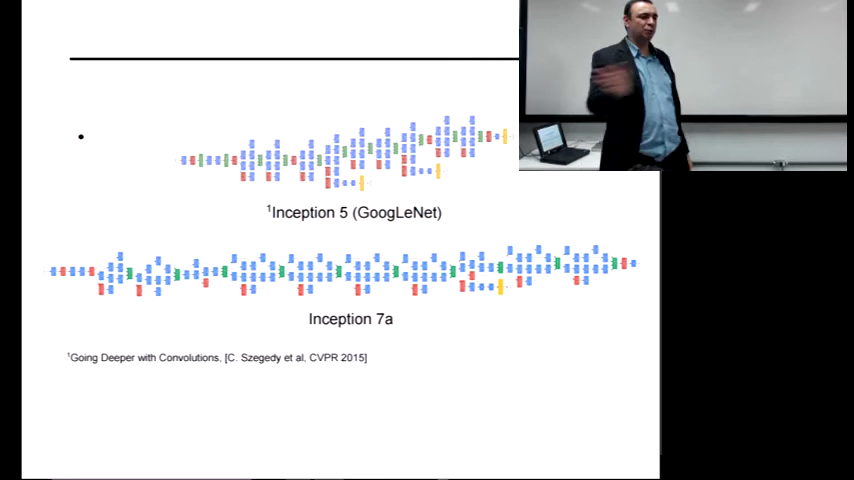 ¹Inception 5 (GoogLeNet)
Inception 7a
¹Going Deeper with Convolutions, [C. Szegedy et al, CVPR 2015]